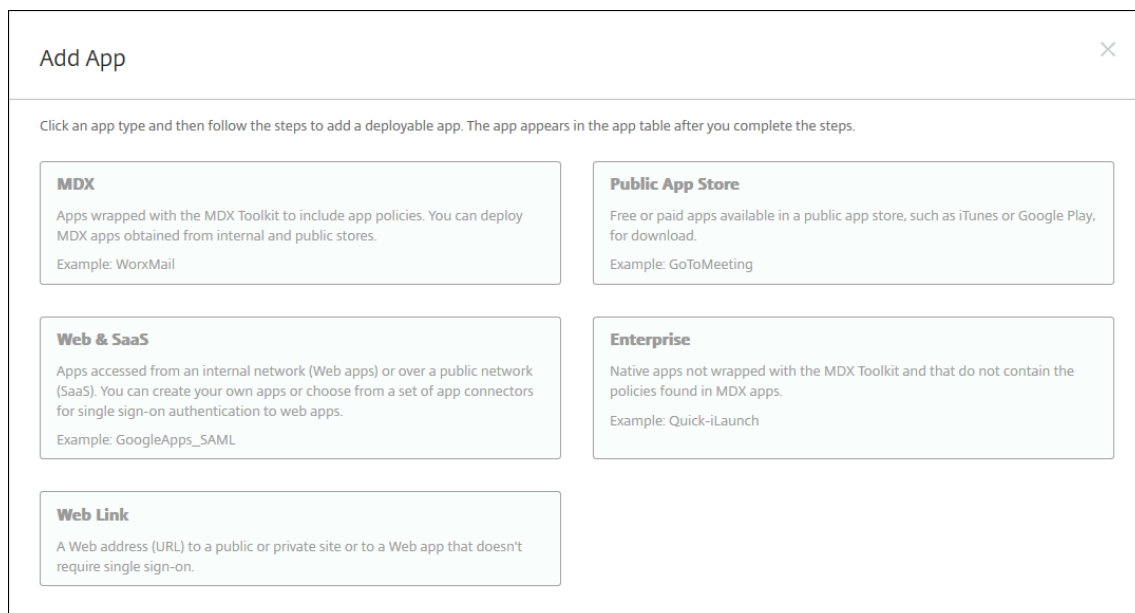 Add App
Click an app type and then follow the steps to add a deployable app. The app appears in the app table after you complete the steps.
MDX
Apps wrapped with the MDX Toolkit to include app policies. You can deploy
MDX apps obtained from internal and public stores.
Example: WorxMail
Public App Store
Free or paid apps available in a public app store, such as iTunes or Google Play,
for download.
Example: GoToMeeting
Web & SaaS
Apps accessed from an internal network (Web apps) or over a public network
(SaaS). You can create your own apps or choose from a set of app connectors
for single sign-on authentication to web apps.
Example: GoogleApps_SAML
Enterprise
Native apps not wrapped with the MDX Toolkit and that do not contain the
policies found in MDX apps.
Example: Quick-iLaunch
Web Link
A Web address (URL) to a public or private site or to a Web app that doesn't
require single sign-on.